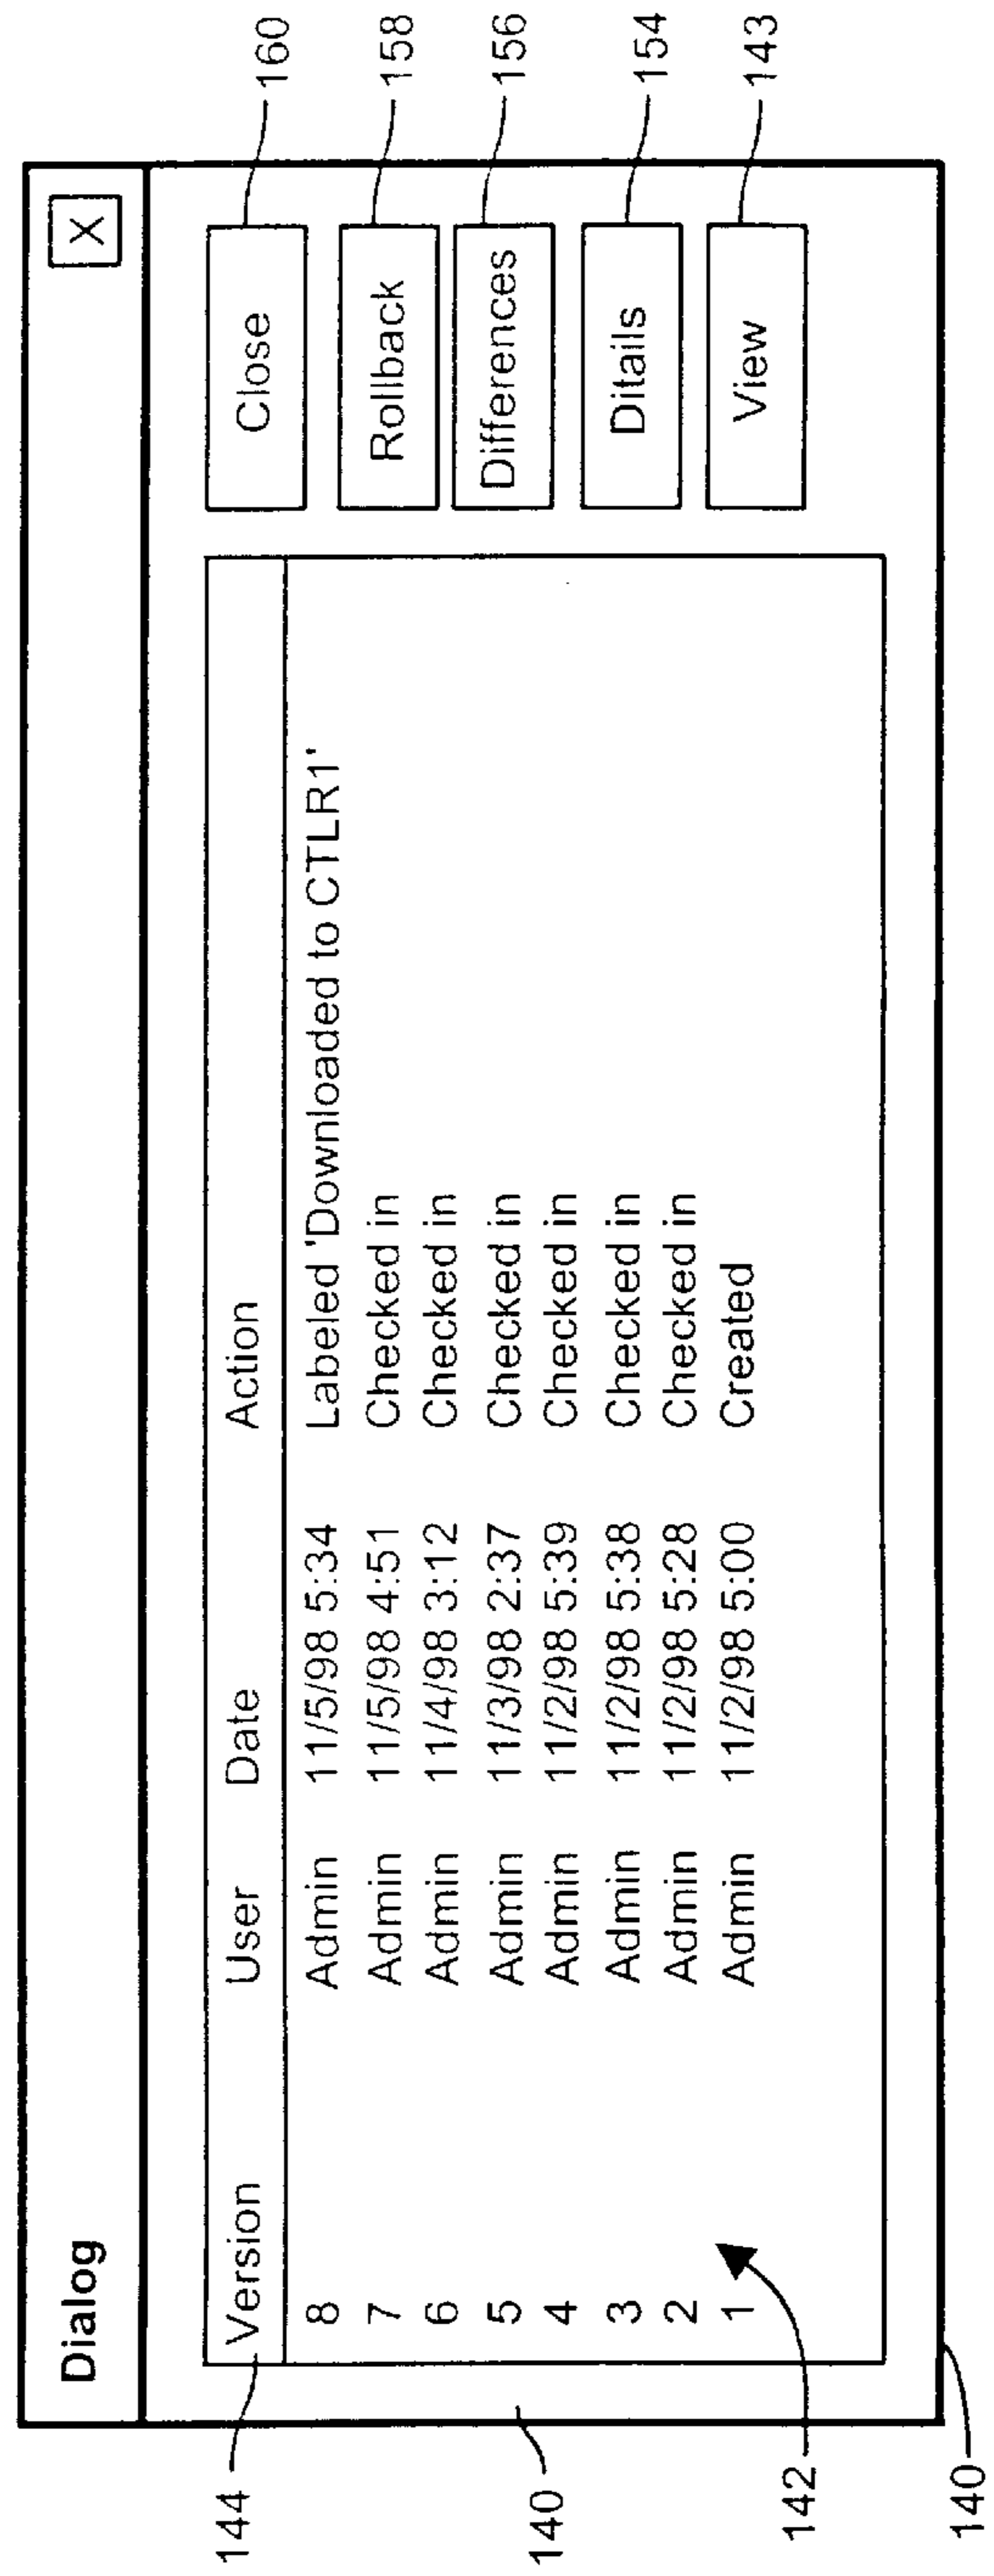 Dialog X
144 Version User Date Action
8 Admin 11/5/98 5:34 Labeled 'Downloaded to CTLR1'
7 Admin 11/5/98 4:51 Checked in
6 Admin 11/4/98 3:12 Checked in
5 Admin 11/3/98 2:37 Checked in
4 Admin 11/2/98 5:39 Checked in
3 Admin 11/2/98 5:38 Checked in
2 Admin 11/2/98 5:28 Checked in
1 Admin 11/2/98 5:00 Created
Close 160
Rollback 158
Differences 156
Ditails 154
View 143
140
142
140